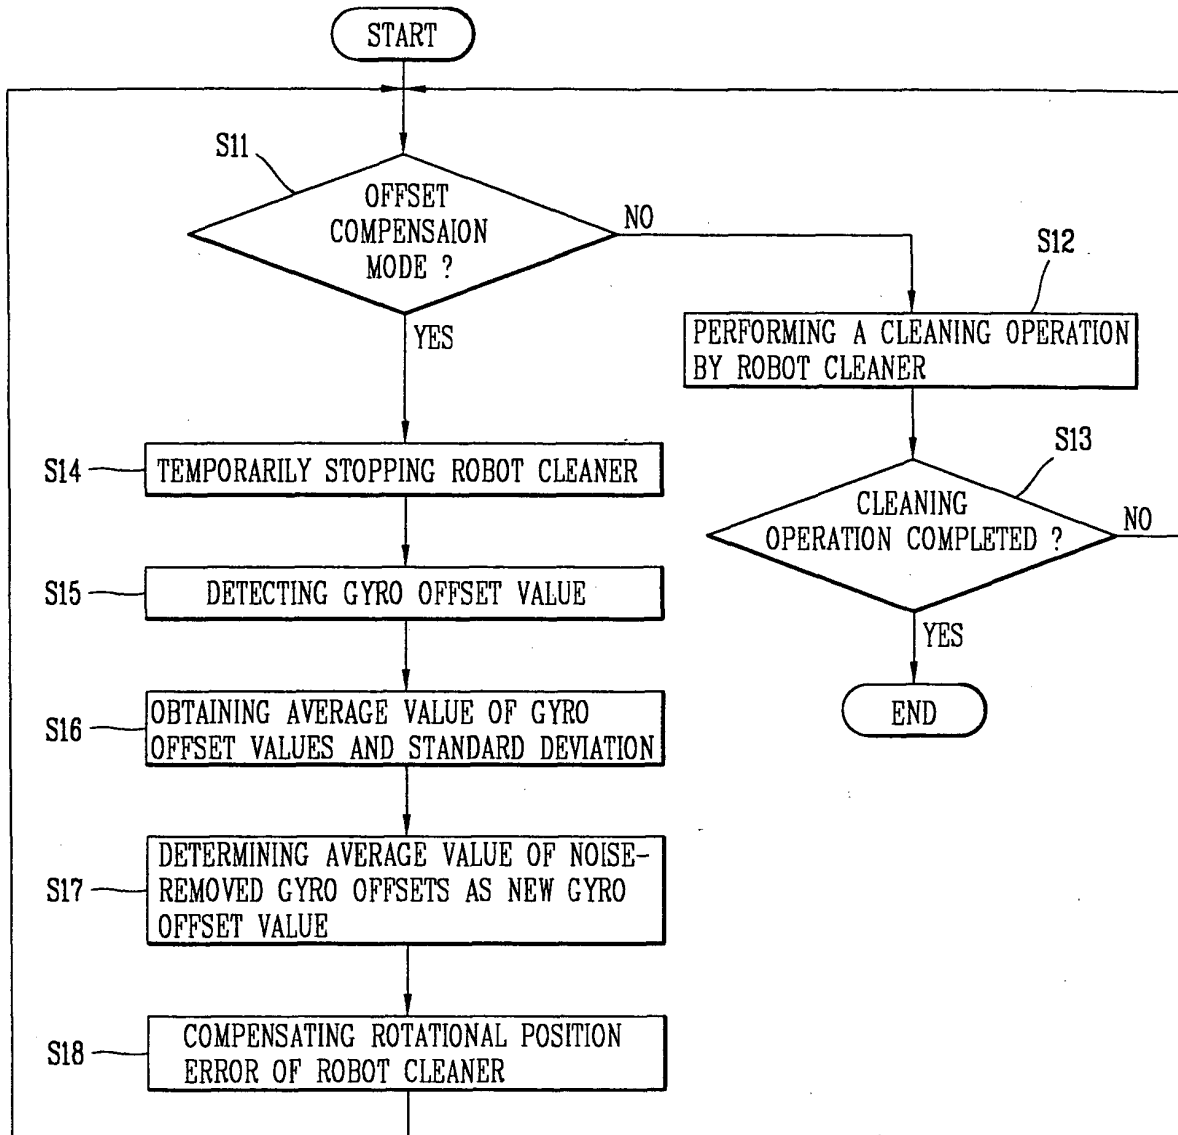 START
S11
OFFSET
COMPENSAION
MODE ?
NO
YES
S12
PERFORMING A CLEANING OPERATION
BY ROBOT CLEANER
S13
CLEANING
OPERATION COMPLETED ?
NO
YES
END
S14
TEMPORARILY STOPPING ROBOT CLEANER
S15
DETECTING GYRO OFFSET VALUE
S16
OBTAINING AVERAGE VALUE OF GYRO
OFFSET VALUES AND STANDARD DEVIATION
S17
DETERMINING AVERAGE VALUE OF NOISE-
REMOVED GYRO OFFSETS AS NEW GYRO
OFFSET VALUE
S18
COMPENSATING ROTATIONAL POSITION
ERROR OF ROBOT CLEANER